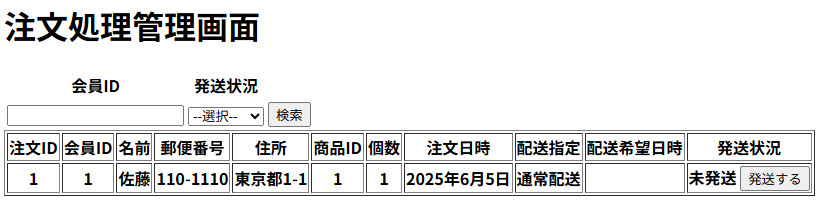 注文処理管理画面
会員ID 発送状況
--選択-- 検索
注文ID 会員ID 名前 郵便番号 住所 商品ID 個数 注文日時 配送指定 配送希望日時 発送状況
1 1 佐藤 110-1110 東京都1-1 1 1 2025年6月5日 通常配送 未発送 発送する